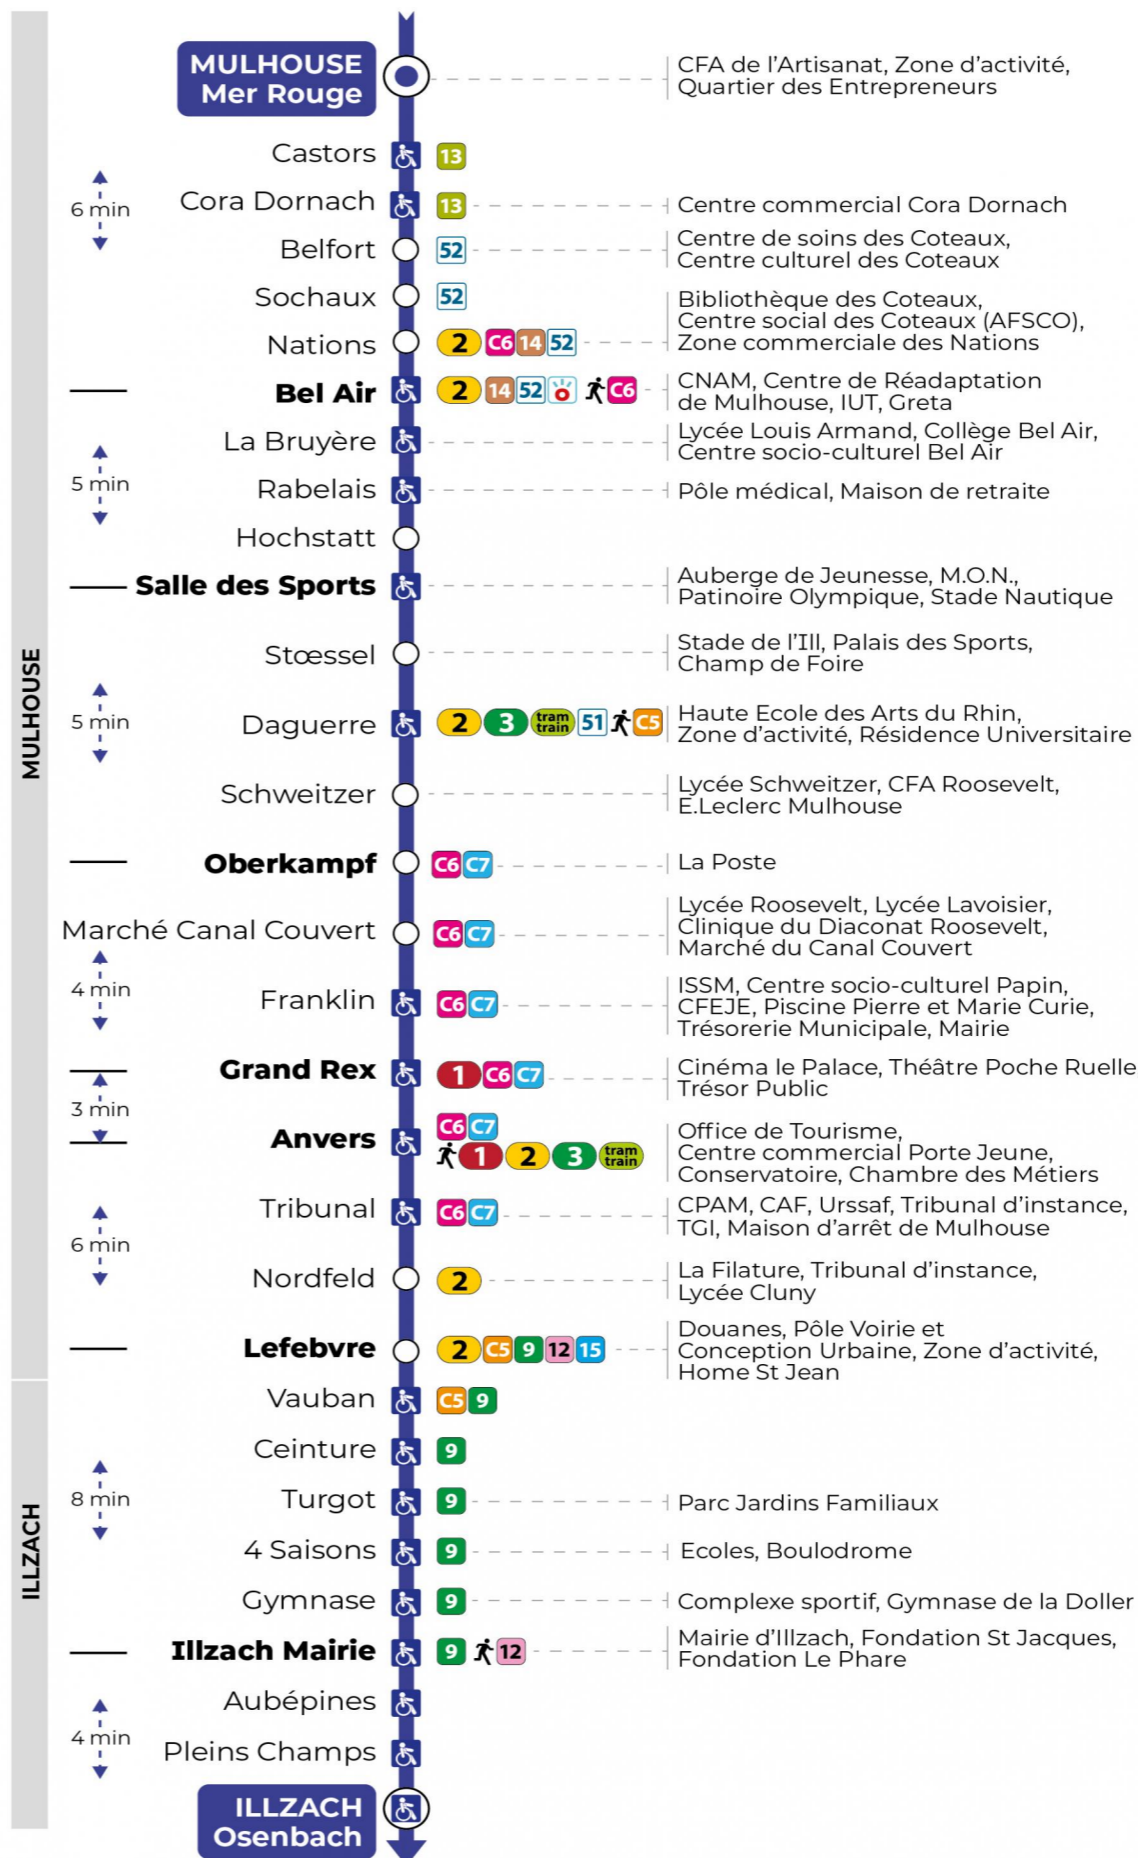 MULHOUSE
Mer Rouge
CFA de l'Artisanat, Zone d'activité,
Quartier des Entrepreneurs
Castors
13
6 min
Cora Dornach
13
Centre commercial Cora Dornach
Belfort
52
Centre de soins des Coteaux,
Centre culturel des Coteaux
Sochaux
52
Nations
2 C6 14 52
Bibliothèque des Coteaux,
Centre social des Coteaux (AFSCO),
Zone commerciale des Nations
Bel Air
2 14 52 C6
CNAM, Centre de Réadaptation
de Mulhouse, IUT, Greta
La Bruyère
Lycée Louis Armand, Collège Bel Air,
Centre socio-culturel Bel Air
5 min
Rabelais
Pôle médical, Maison de retraite
Hochstatt
Salle des Sports
Auberge de Jeunesse, M.O.N.,
Patinoire Olympique, Stade Nautique
MULHOUSE
Stœssel
Stade de l'Ill, Palais des Sports,
Champ de Foire
5 min
Daguerre
2 3 tram train 51 C5
Haute Ecole des Arts du Rhin,
Zone d'activité, Résidence Universitaire
Schweitzer
Lycée Schweitzer, CFA Roosevelt,
E.Leclerc Mulhouse
Oberkampf
C6 C7
La Poste
Marché Canal Couvert
C6 C7
Lycée Roosevelt, Lycée Lavoisier,
Clinique du Diaconat Roosevelt,
Marché du Canal Couvert
4 min
Franklin
C6 C7
ISSM, Centre socio-culturel Papin,
CFEJE, Piscine Pierre et Marie Curie,
Trésorerie Municipale, Mairie
Grand Rex
1 C6 C7
Cinéma le Palace, Théâtre Poche Ruelle
Trésor Public
3 min
Anvers
C6 C7
1 2 3 tram train
Office de Tourisme,
Centre commercial Porte Jeune,
Conservatoire, Chambre des Métiers
Tribunal
C6 C7
CPAM, CAF, Urssaf, Tribunal d'instance,
TGI, Maison d'arrêt de Mulhouse
6 min
Nordfeld
2
La Filature, Tribunal d'instance,
Lycée Cluny
Lefebvre
2 C5 9 12 15
Douanes, Pôle Voirie et
Conception Urbaine, Zone d'activité,
Home St Jean
Vauban
C5 9
Ceinture
9
8 min
Turgot
9
Parc Jardins Familiaux
ILLZACH
4 Saisons
9
Ecoles, Boulodrome
Gymnase
9
Complexe sportif, Gymnase de la Doller
Illzach Mairie
9 12
Mairie d'Illzach, Fondation St Jacques,
Fondation Le Phare
Aubépines
4 min
Pleins Champs
ILLZACH
Osenbach